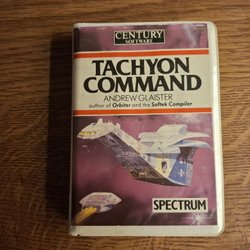 CENTURY
SOFTWARE
TACHYON
COMMAND
ANDREW GLAISTER
author of Orbiter and the Softek Compiler
SPECTRUM